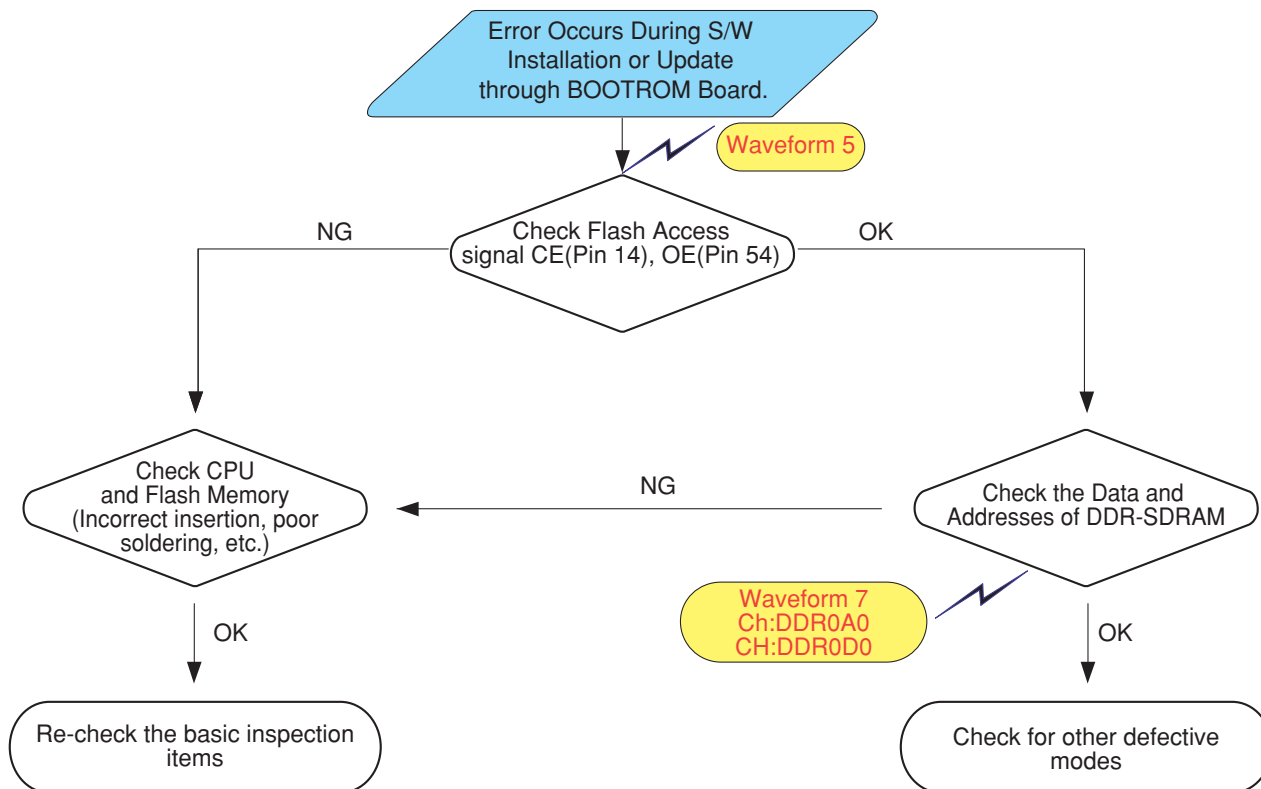 Error Occurs During S/W
Installation or Update
through BOOTROM Board.
Waveform 5
Check Flash Access
signal CE(Pin 14), OE(Pin 54)
NG
OK
Check CPU
and Flash Memory
(Incorrect insertion, poor
soldering, etc.)
NG
Check the Data and
Addresses of DDR-SDRAM
Waveform 7
Ch:DDR0A0
CH:DDR0D0
OK
OK
Re-check the basic inspection
items
Check for other defective
modes